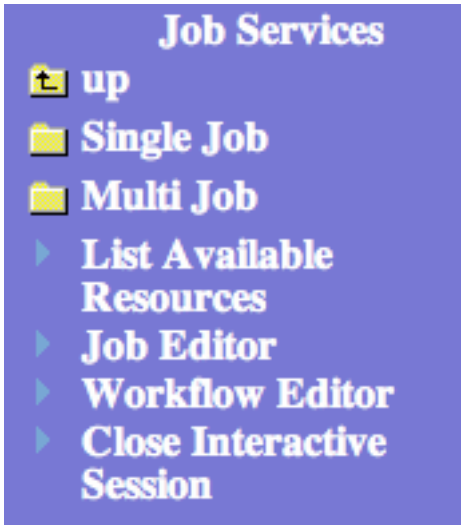 Job Services
up
Single Job
Multi Job
List Available
Resources
Job Editor
Workflow Editor
Close Interactive
Session